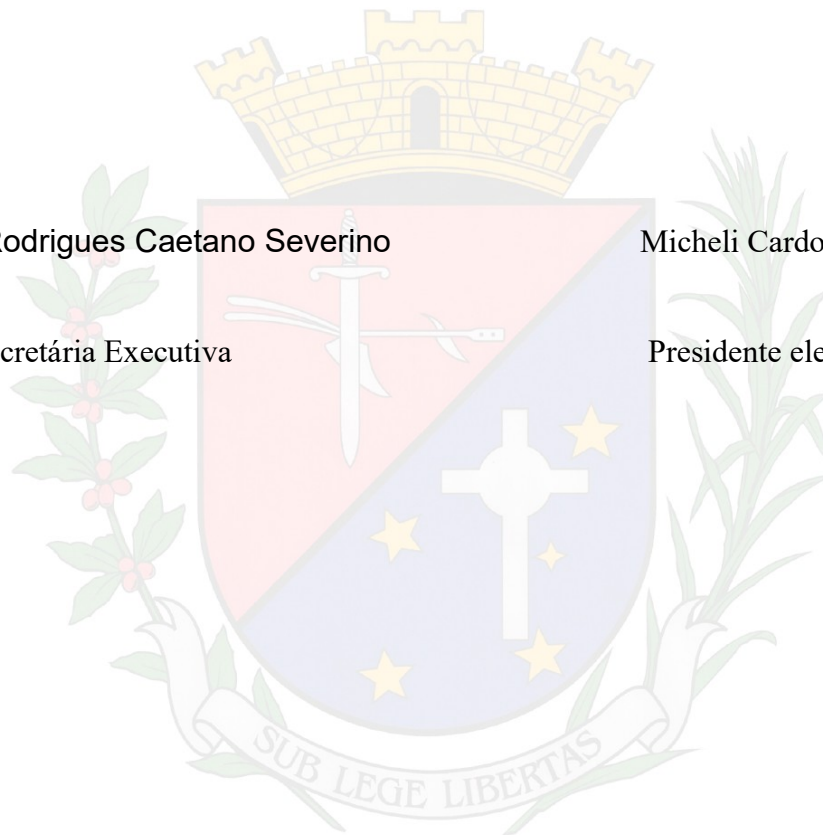 Rodrigues Caetano Severino
Micheli Cardo
cretária Executiva
Presidente ele
SUB LEGE LIBERTAS